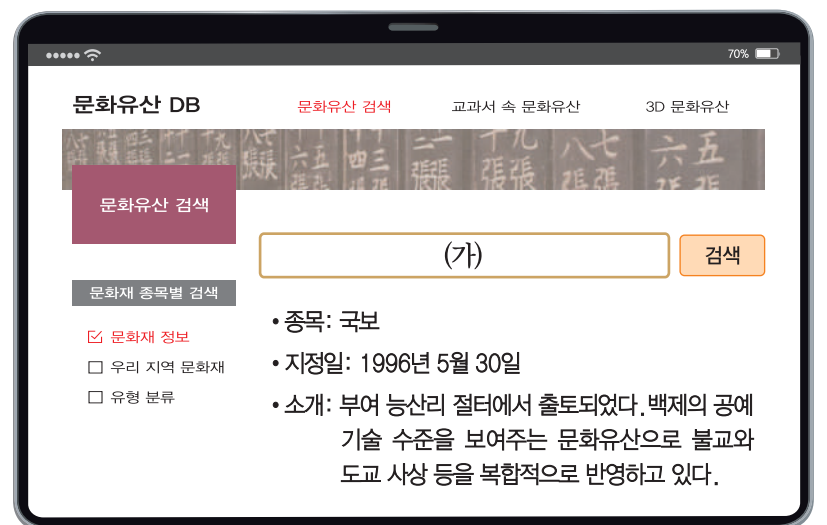 70%
문화유산 DB
문화유산 검색
교과서 속 문화유산
3D 문화유산
문화유산 검색
(가)
검색
문화재 종목별 검색
문화재 정보
우리 지역 문화재
유형 분류
• 종목: 국보
• 지정일: 1996년 5월 30일
• 소개: 부여 능산리 절터에서 출토되었다. 백제의 공예
기술 수준을 보여주는 문화유산으로 불교와
도교 사상 등을 복합적으로 반영하고 있다.